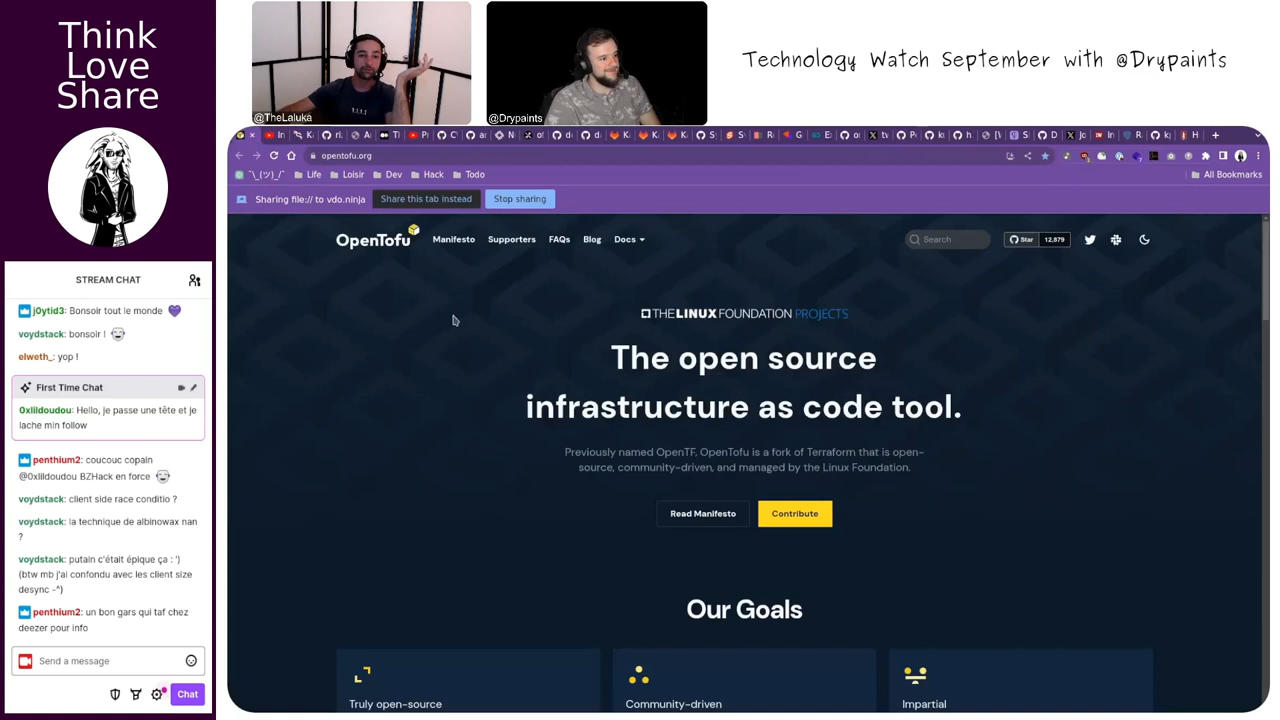 Think
Love
Share
@TheLaluka
@Drypaints
Technology Watch September with @Drypaints
opentofu.org
¯\_(ツ)_/¯
Life
Loisir
Dev
Hack
Todo
All Bookmarks
Sharing file:// to vdo.ninja
Share this tab instead
Stop sharing
OpenTofu
Manifesto
Supporters
FAQs
Blog
Docs
Search
Star
12,879
THE LINUX FOUNDATION PROJECTS
The open source
infrastructure as code tool.
Previously named OpenTF, OpenTofu is a fork of Terraform that is open-
source, community-driven, and managed by the Linux Foundation.
Read Manifesto
Contribute
Our Goals
Truly open-source
Community-driven
Impartial
STREAM CHAT
j0ytid3: Bonsoir tout le monde
voydstack: bonsoir !
elweth_: yop !
First Time Chat
0xlildoudou: Hello, je passe une tête et je
lache min follow
penthium2: coucouc copain
@0xlildoudou BZHack en force
voydstack: client side race conditio ?
voydstack: la technique de albinowax nan
?
voydstack: putain c'était épique ça : ')
(btw mb j'ai confondu avec les client size
desync -^)
penthium2: un bon gars qui taf chez
deezer pour info
Send a message
Chat